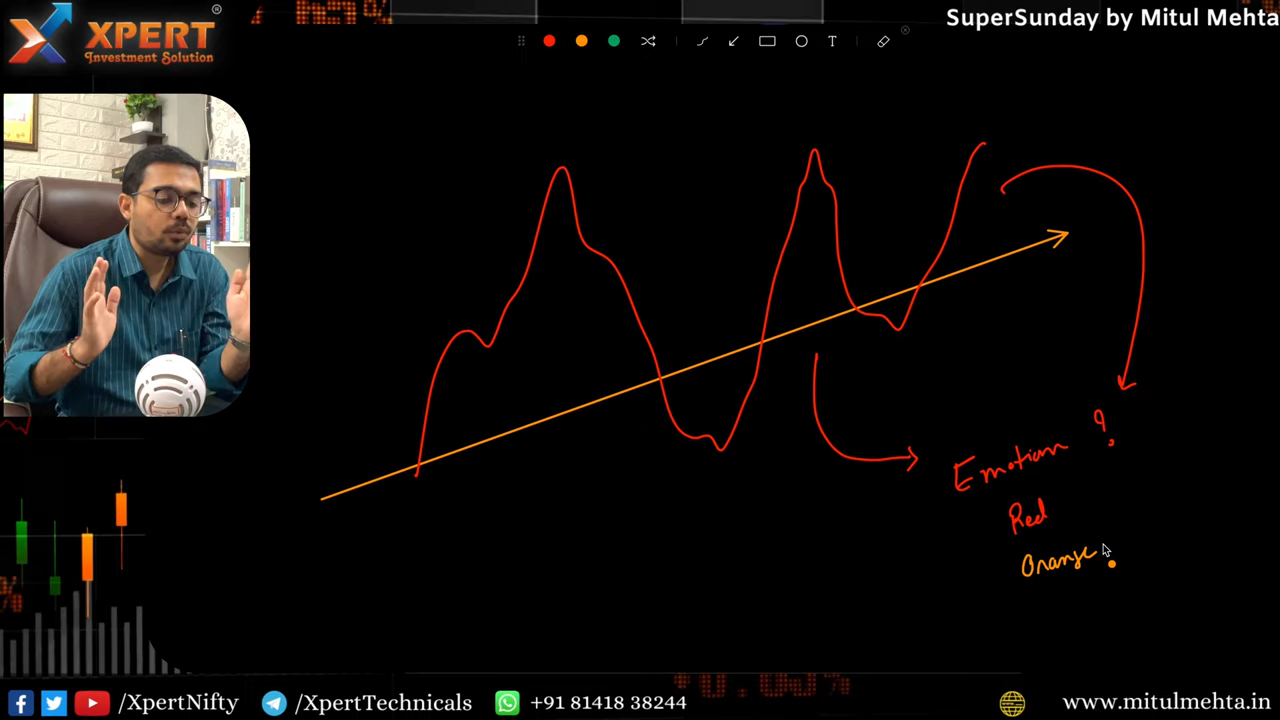 XPERT
Investment Solution
SuperSunday by Mitul Mehta
T
Emotion ?
Red
Orange
/XpertNifty
/XpertTechnicals
+91 81418 38244
www.mitulmehta.in